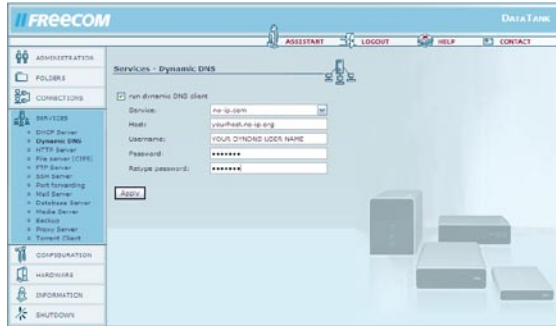 FREECOM
DATATANK
ASSISTANT LOGOUT HELP CONTACT
ADMINISTRATION
FOLDERS
CONNECTIONS
SERVICES
DHCP Server
Dynamic DNS
HTTP Server
File server (CIFS)
FTP Server
SSH Server
Port forwarding
Mail Server
Database Server
Media Server
Backup
Proxy Server
Torrent Client
CONFIGURATION
HARDWARE
INFORMATION
SHUTDOWN
Services - Dynamic DNS
run dynamic DNS client
Service: no-ip.com
Host: yourhost.no-ip.org
Username: YOUR DYNDNS USER NAME
Password: •••••••
Retype password: •••••••
Apply